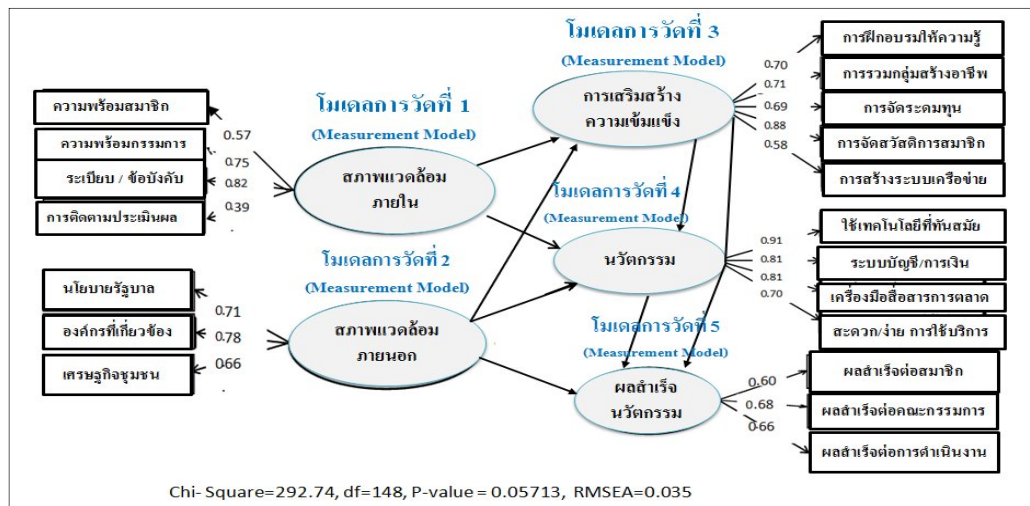 โมเดลการวัดที่ 3
(Measurement Model)
การเสริมสร้าง
ความเข้มแข็ง
0.70
0.71
0.69
0.88
0.58
การฝึกอบรมให้ความรู้
การรวมกลุ่มสร้างอาชีพ
การจัดระดมทุน
การจัดสวัสดิการสมาชิก
การสร้างระบบเครือข่าย
โมเดลการวัดที่ 1
(Measurement Model)
ความพร้อมสมาชิก
ความพร้อมกรรมการ
ระเบียบ / ข้อบังคับ
การติดตามประเมินผล
0.57
0.75
0.82
0.39
สภาพแวดล้อม
ภายใน
โมเดลการวัดที่ 4
(Measurement Model)
นวัตกรรม
0.91
0.81
0.81
0.70
ใช้เทคโนโลยีที่ทันสมัย
ระบบบัญชี/การเงิน
เครื่องมือสื่อสารการตลาด
สะดวก/ง่าย การใช้บริการ
โมเดลการวัดที่ 2
(Measurement Model)
นโยบายรัฐบาล
องค์กรที่เกี่ยวข้อง
เศรษฐกิจชุมชน
0.71
0.78
0.66
สภาพแวดล้อม
ภายนอก
โมเดลการวัดที่ 5
(Measurement Model)
ผลสำเร็จ
นวัตกรรม
0.60
0.68
0.66
ผลสำเร็จต่อสมาชิก
ผลสำเร็จต่อคณะกรรมการ
ผลสำเร็จต่อการดำเนินงาน
Chi- Square=292.74, df=148, P-value = 0.05713, RMSEA=0.035